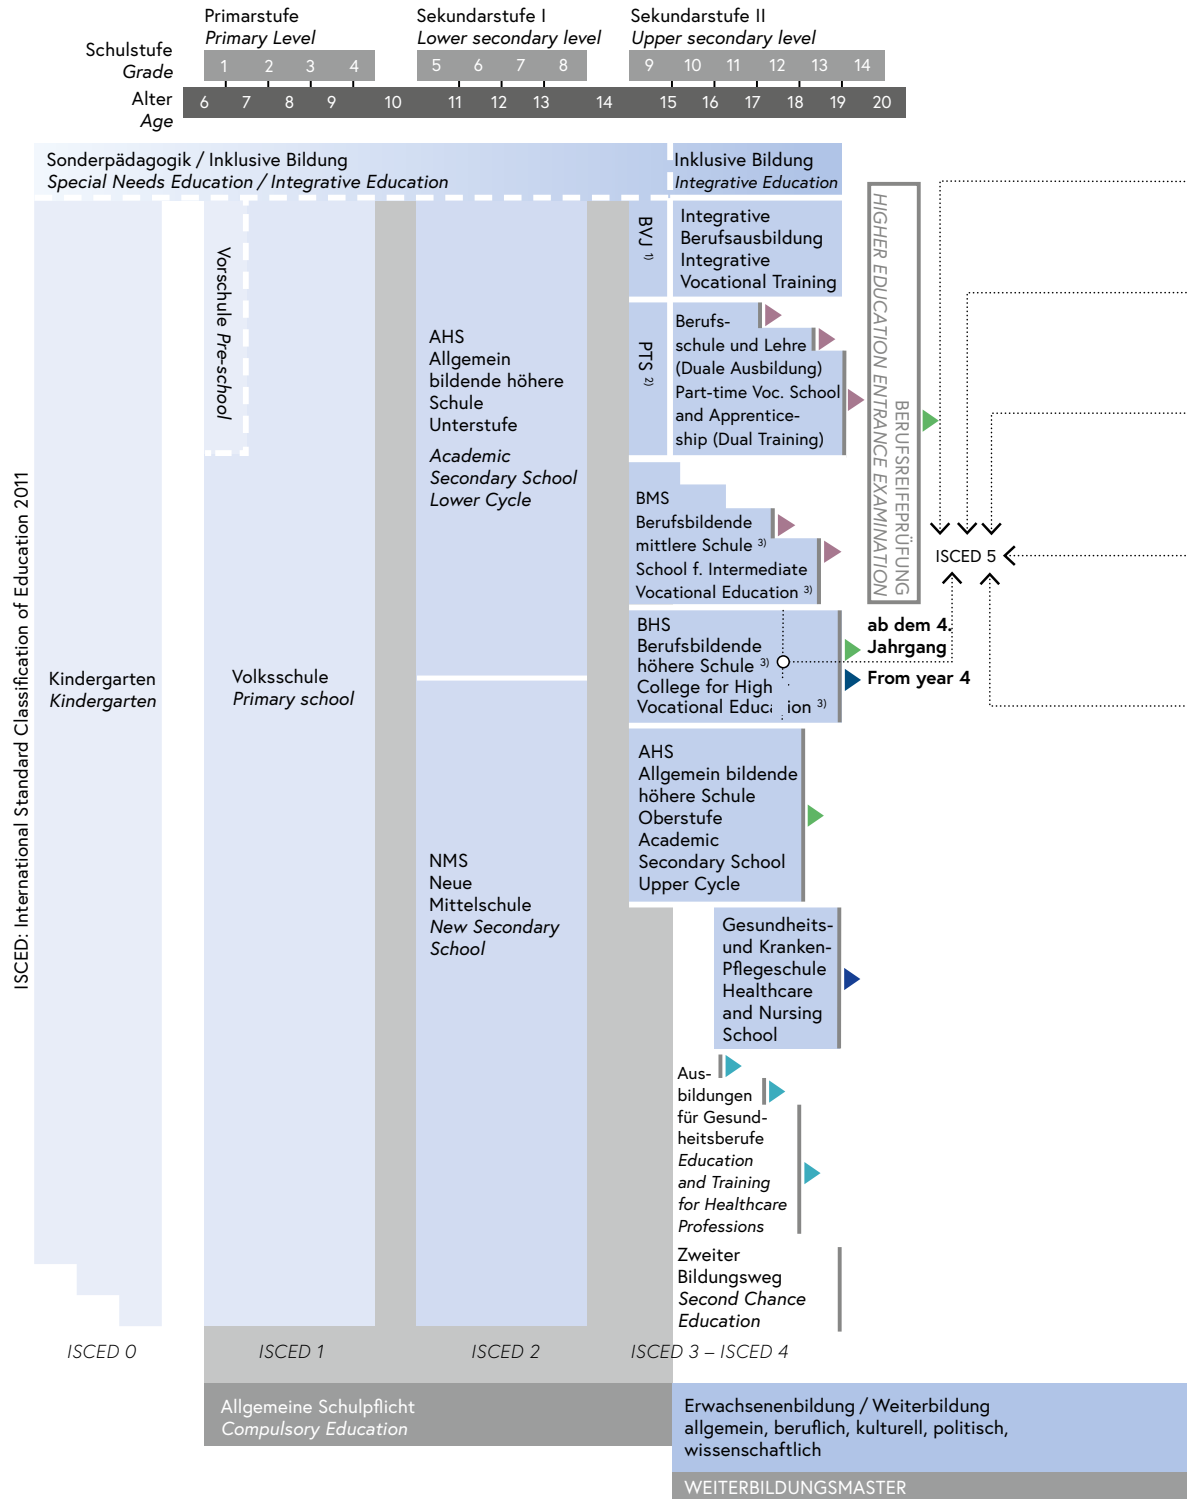 Primarstufe
Primary Level
Sekundarstufe I
Lower secondary level
Sekundarstufe II
Upper secondary level
Schulstufe
Grade
1 2 3 4 5 6 7 8 9 10 11 12 13 14
Alter
Age
6 7 8 9 10 11 12 13 14 15 16 17 18 19 20
Sonderpädagogik / Inklusive Bildung
Special Needs Education / Integrative Education
Inklusive Bildung
Integrative Education
ISCED: International Standard Classification of Education 2011
Kindergarten
Kindergarten
Vorschule Pre-school
Volksschule
Primary school
AHS
Allgemein
bildende höhere
Schule
Unterstufe
Academic
Secondary School
Lower Cycle
NMS
Neue
Mittelschule
New Secondary
School
BVJ 1)
Integrative
Berufsausbildung
Integrative
Vocational Training
PTS 2)
Berufs-
schule und Lehre
(Duale Ausbildung)
Part-time Voc. School
and Apprentice-
ship (Dual Training)
BMS
Berufsbildende
mittlere Schule 3)
School f. Intermediate
Vocational Education 3)
BHS
Berufsbildende
höhere Schule 3)
College for High
Vocational Educa ion 3)
AHS
Allgemein bildende
höhere Schule
Oberstufe
Academic
Secondary School
Upper Cycle
Gesundheits-
und Kranken-
Pflegeschule
Healthcare
and Nursing
School
Aus-
bildungen
für Gesund-
heitsberufe
Education
and Training
for Healthcare
Professions
Zweiter
Bildungsweg
Second Chance
Education
BERUFSREIFEPRÜFUNG
HIGHER EDUCATION ENTRANCE EXAMINATION
ISCED 5
ab dem 4.
Jahrgang
From year 4
ISCED 0
ISCED 1
ISCED 2
ISCED 3 – ISCED 4
Allgemeine Schulpflicht
Compulsory Education
Erwachsenenbildung / Weiterbildung
allgemein, beruflich, kulturell, politisch,
wissenschaftlich
WEITERBILDUNGSMASTER